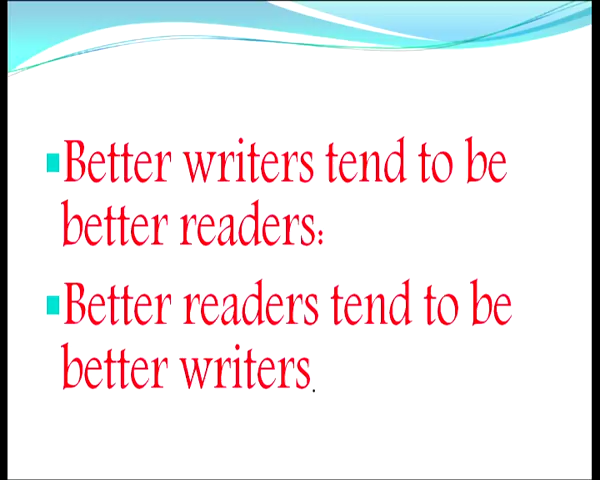 Better writers tend to be
better readers:
Better readers tend to be
better writers.